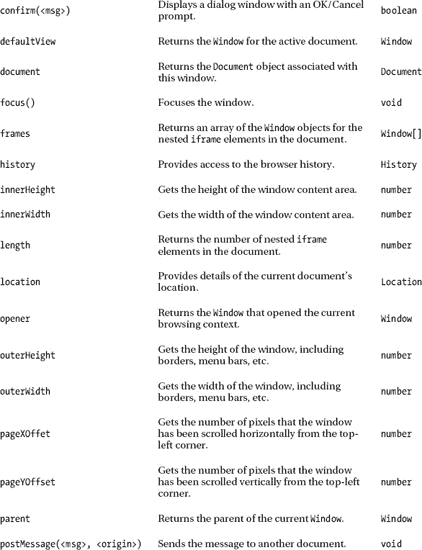 confirm(<msg>) Displays a dialog window with an OK/Cancel boolean
prompt.
defaultView Returns the Window for the active document. Window
document Returns the Document object associated with Document
this window.
focus() Focuses the window. void
frames Returns an array of the Window objects for the Window[]
nested iframe elements in the document.
history Provides access to the browser history. History
innerHeight Gets the height of the window content area. number
innerWidth Gets the width of the window content area. number
length Returns the number of nested iframe number
elements in the document.
location Provides details of the current document's Location
location.
opener Returns the Window that opened the current Window
browsing context.
outerHeight Gets the height of the window, including number
borders, menu bars, etc.
outerWidth Gets the width of the window, including number
borders, menu bars, etc.
pageXOffet Gets the number of pixels that the window number
has been scrolled horizontally from the top-
left corner.
pageYOffset Gets the number of pixels that the window number
has been scrolled vertically from the top-left
corner.
parent Returns the parent of the current Window. Window
postMessage(<msg>, <origin>) Sends the message to another document. void